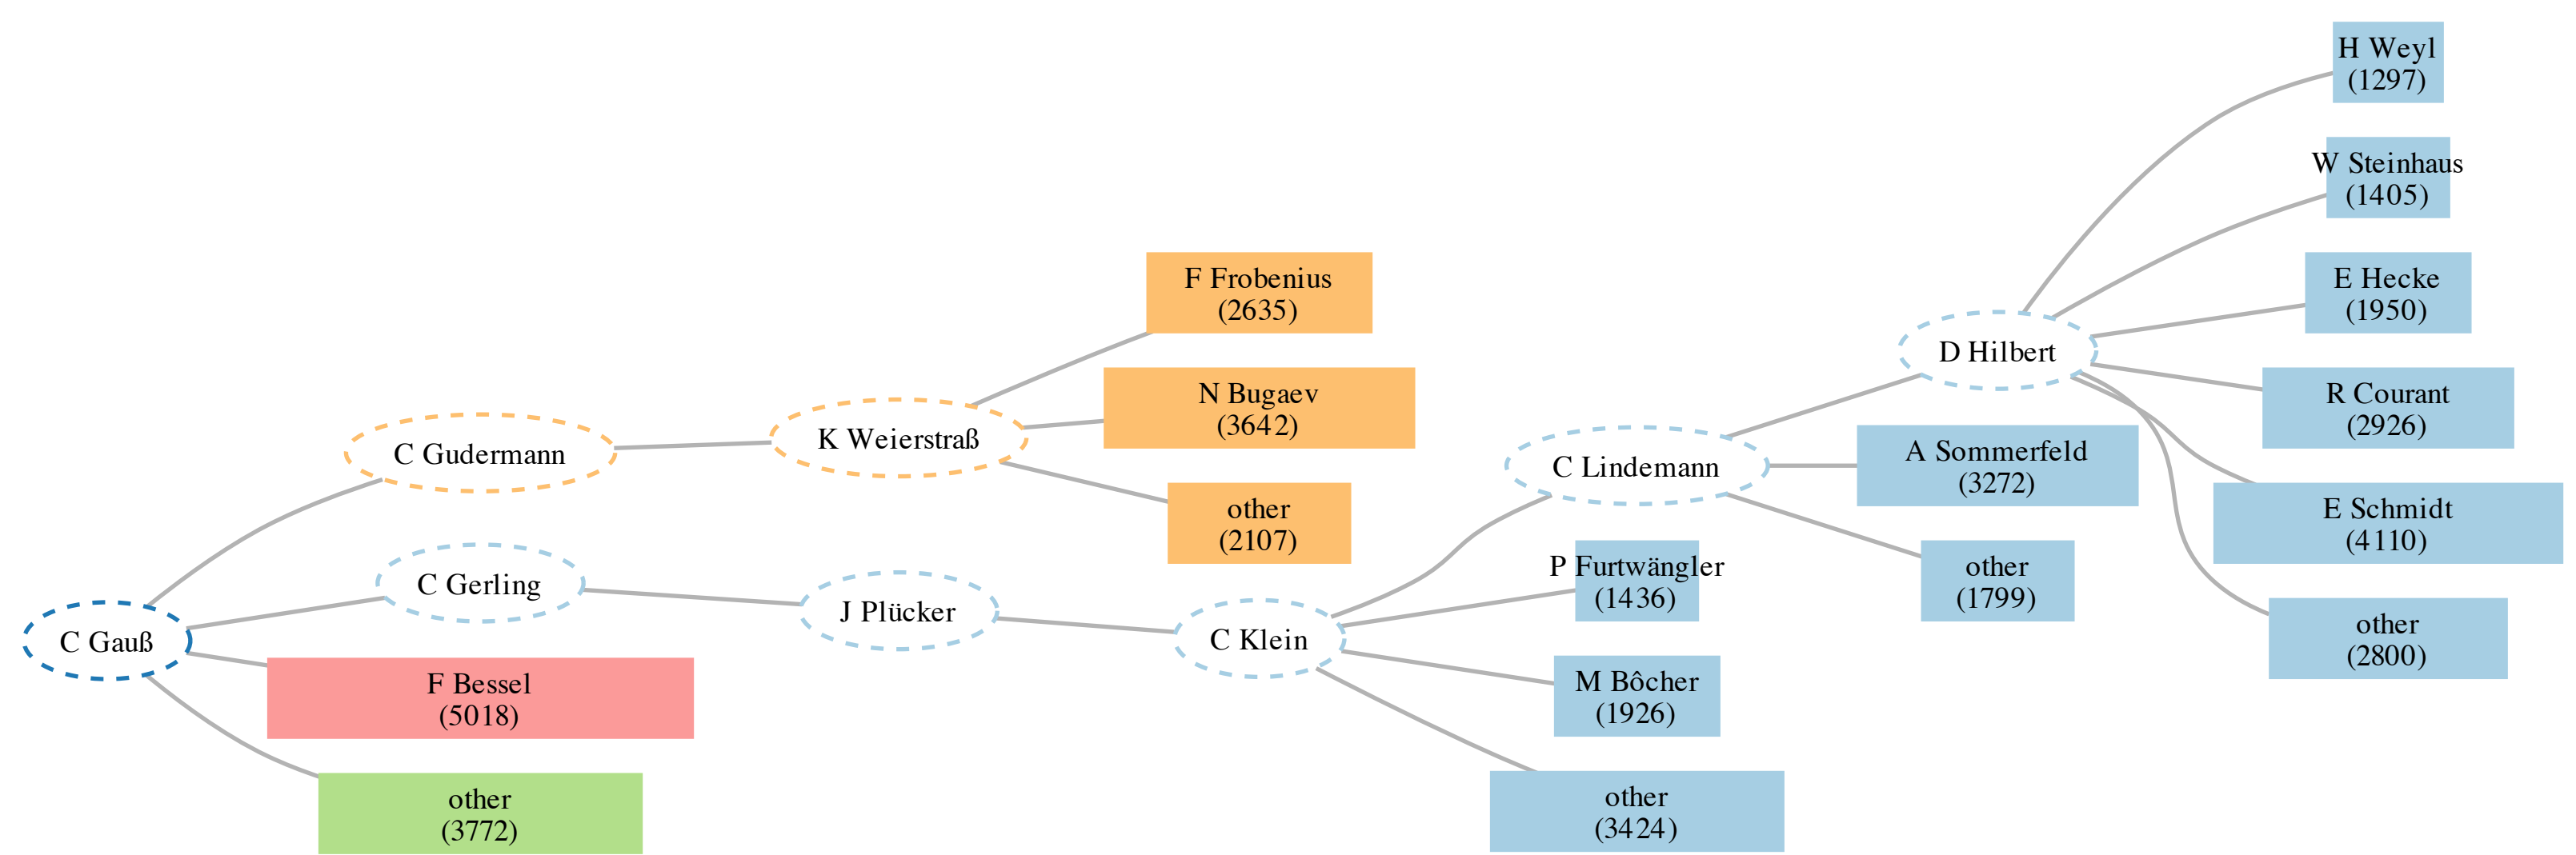 H Weyl
(1297)
W Steinhaus
(1405)
E Hecke
(1950)
R Courant
(2926)
E Schmidt
(4110)
other
(2800)
D Hilbert
A Sommerfeld
(3272)
other
(1799)
C Lindemann
P Furtwängler
(1436)
M Bôcher
(1926)
other
(3424)
F Frobenius
(2635)
N Bugaev
(3642)
other
(2107)
C Klein
K Weierstraß
J Plücker
C Gudermann
C Gerling
F Bessel
(5018)
other
(3772)
C Gauß